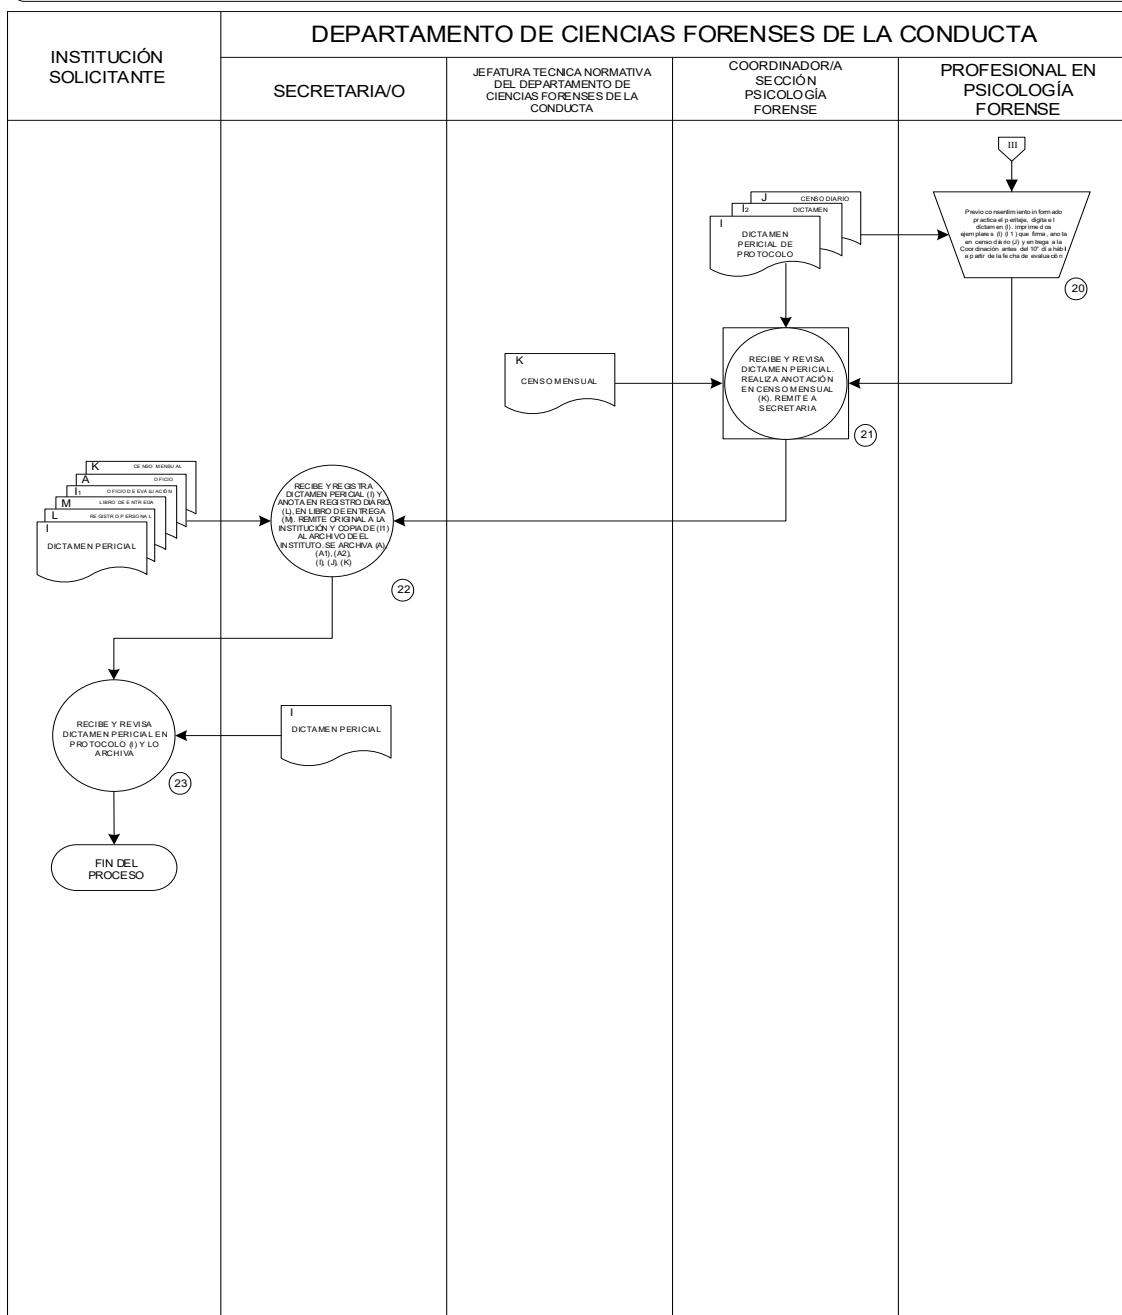 DEPARTAMENTO DE CIENCIAS FORENSES DE LA CONDUCTA
INSTITUCIÓN
SOLICITANTE
SECRETARIA/O
JEFATURA TECNICA NORMATIVA
DEL DEPARTAMENTO DE
CIENCIAS FORENSES DE LA
CONDUCTA
COORDINADOR/A
SECCIÓN
PSICOLOGÍA
FORENSE
PROFESIONAL EN
PSICOLOGÍA
FORENSE
III
J CENSO DIARIO
I2 DICTAMEN
I
DICTAMEN
PERICIAL DE
PROTOCOLO
Previo consentimiento informado
practica el peritaje, digita el
dictamen (I). imprime dos
ejemplares (I) (I 1) que firma, anota
en censo diario (J) y entrega a la
Coordinación antes del 10° día hábil
a partir de la fecha de evaluación
20
K
CENSO MENSUAL
RECIBE Y REVISA
DICTAMEN PERICIAL.
REALIZA ANOTACIÓN
EN CENSO MENSUAL
(K). REMITE A
SECRETARIA
21
K CENSO MENSUAL
A OFICIO
I1 OFICIO DE EVALUACIÓN
M LIBRO DE ENTREGA
L REGISTRO PERSONAL
I
DICTAMEN PERICIAL
RECIBE Y REGISTRA
DICTAMEN PERICIAL (I) Y
ANOTA EN REGISTRO DIARIO
(L), EN LIBRO DE ENTREGA
(M). REMITE ORIGINAL A LA
INSTITUCIÓN Y COPIA DE (I1)
AL ARCHIVO DE EL
INSTITUTO. SE ARCHIVA (A),
(A1), (A2),
(I), (J), (K)
22
RECIBE Y REVISA
DICTAMEN PERICIAL EN
PROTOCOLO (I) Y LO
ARCHIVA
23
I
DICTAMEN PERICIAL
FIN DEL
PROCESO